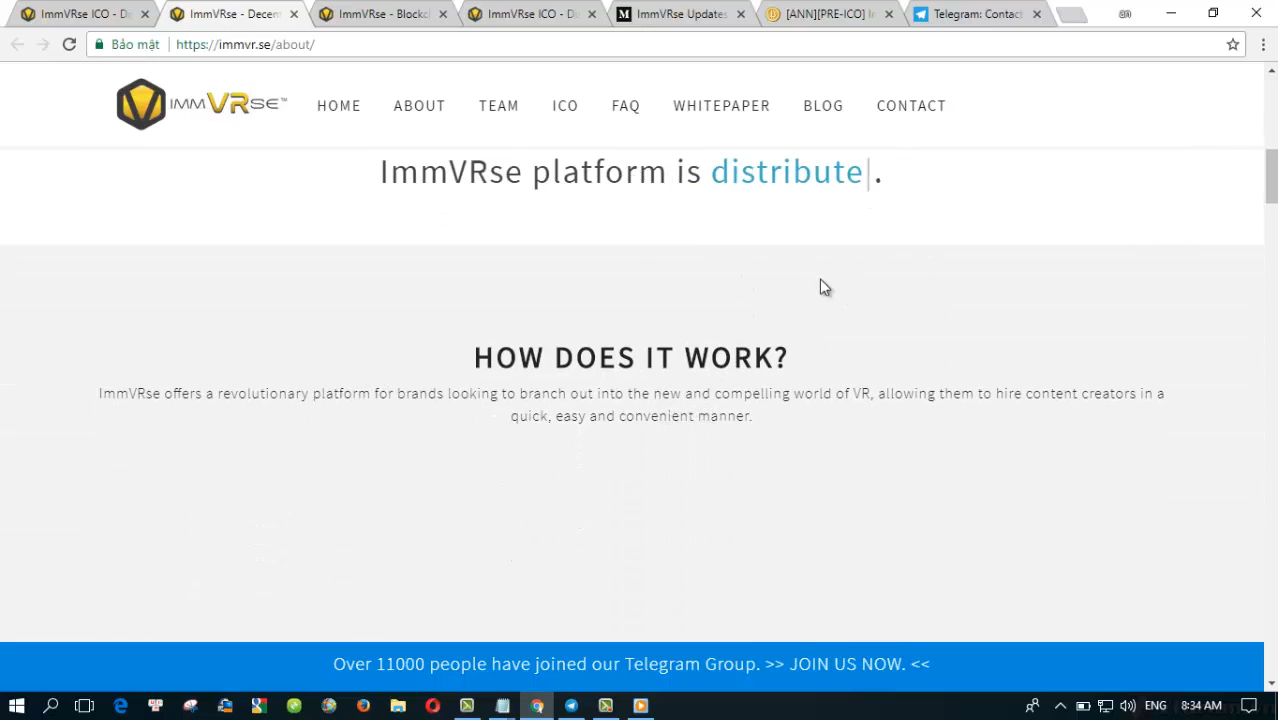 ImmVRse ICO - De
ImmVRse - Decen
ImmVRse - Blockc
ImmVRse ICO - De
ImmVRse Updates
[ANN][PRE-ICO] I
Telegram: Contac
Bảo mật
https://immvr.se/about/
IMMVRSE™
HOME
ABOUT
TEAM
ICO
FAQ
WHITEPAPER
BLOG
CONTACT
ImmVRse platform is distribute|.
HOW DOES IT WORK?
ImmVRse offers a revolutionary platform for brands looking to branch out into the new and compelling world of VR, allowing them to hire content creators in a
quick, easy and convenient manner.
Over 11000 people have joined our Telegram Group. >> JOIN US NOW. <<
ENG
8:34 AM